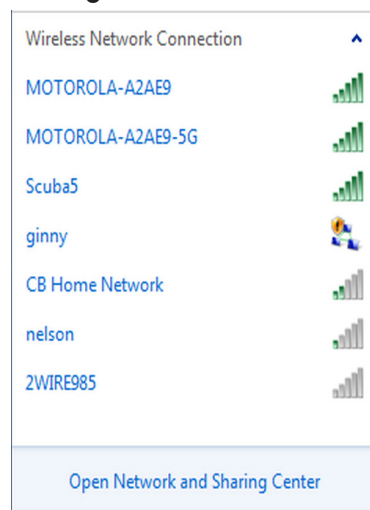 Wireless Network Connection
MOTOROLA-A2AE9
MOTOROLA-A2AE9-5G
Scuba5
ginny
CB Home Network
nelson
2WIRE985
Open Network and Sharing Center